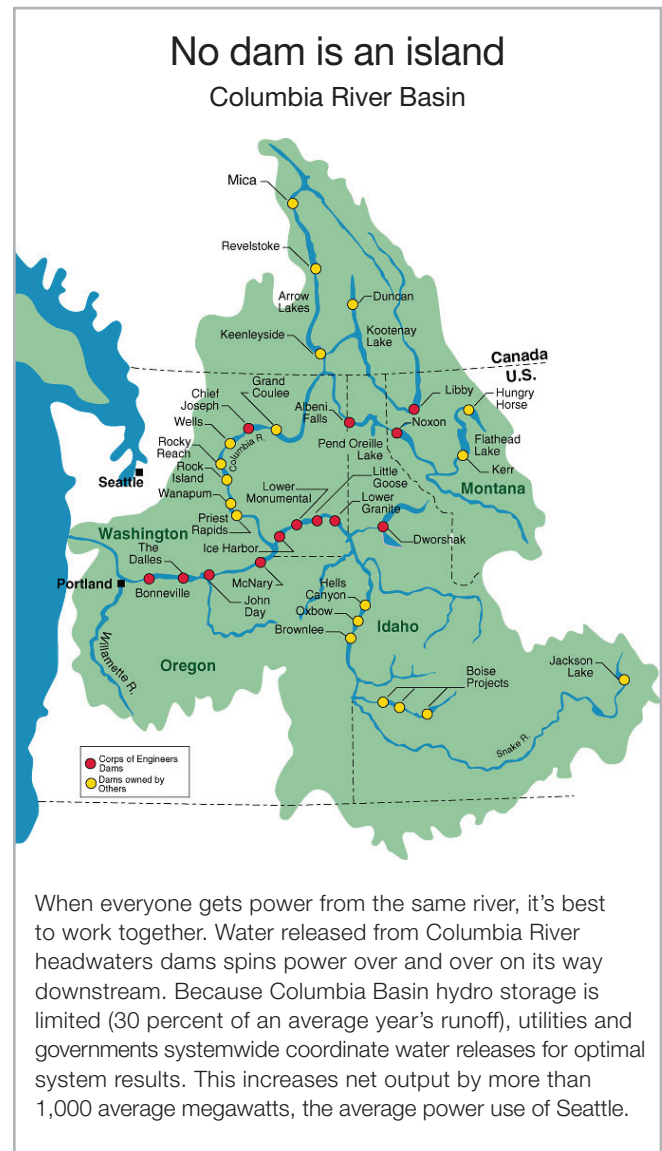 No dam is an island
Columbia River Basin
Mica
Revelstoke
Arrow
Lakes
Duncan
Kootenay
Lake
Keenleyside
Canada
U.S.
Grand
Coulee
Chief
Joseph
Albeni
Falls
Libby
Hungry
Horse
Wells
Noxon
Columbia R.
Pend Oreille
Lake
Flathead
Lake
Rocky
Reach
Rock
Island
Kerr
Seattle
Little
Goose
Lower
Monumental
Lower
Granite
Montana
Wanapum
Priest
Rapids
Washington
Ice Harbor
Dworshak
The
Dalles
Portland
Bonneville
McNary
John
Day
Hells
Canyon
Oxbow
Brownlee
Idaho
Willamette R.
Oregon
Boise
Projects
Jackson
Lake
Snake R.
Corps of Engineers
Dams
Dams owned by
Others
When everyone gets power from the same river, it’s best
to work together. Water released from Columbia River
headwaters dams spins power over and over on its way
downstream. Because Columbia Basin hydro storage is
limited (30 percent of an average year’s runoff), utilities and
governments systemwide coordinate water releases for optimal
system results. This increases net output by more than
1,000 average megawatts, the average power use of Seattle.